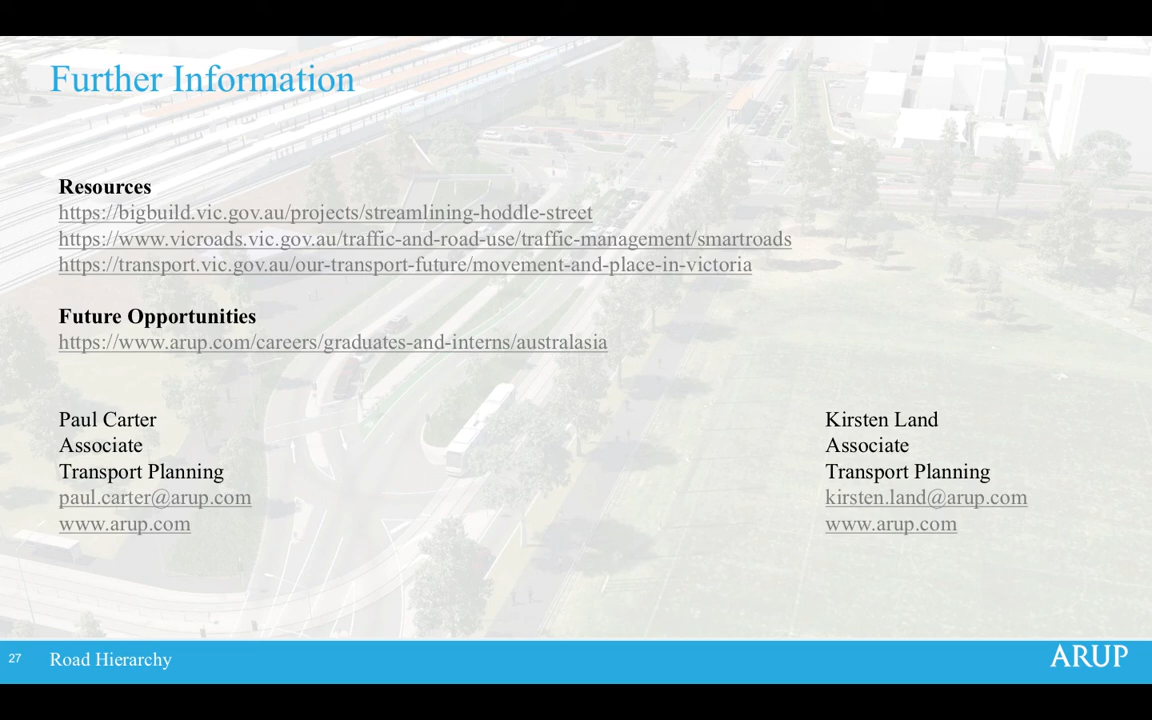 Further Information
Resources
https://bigbuild.vic.gov.au/projects/streamlining-hoddle-street
https://www.vicroads.vic.gov.au/traffic-and-road-use/traffic-management/smartroads
https://transport.vic.gov.au/our-transport-future/movement-and-place-in-victoria
Future Opportunities
https://www.arup.com/careers/graduates-and-interns/australasia
Paul Carter
Associate
Transport Planning
paul.carter@arup.com
www.arup.com
Kirsten Land
Associate
Transport Planning
kirsten.land@arup.com
www.arup.com
27 Road Hierarchy
ARUP